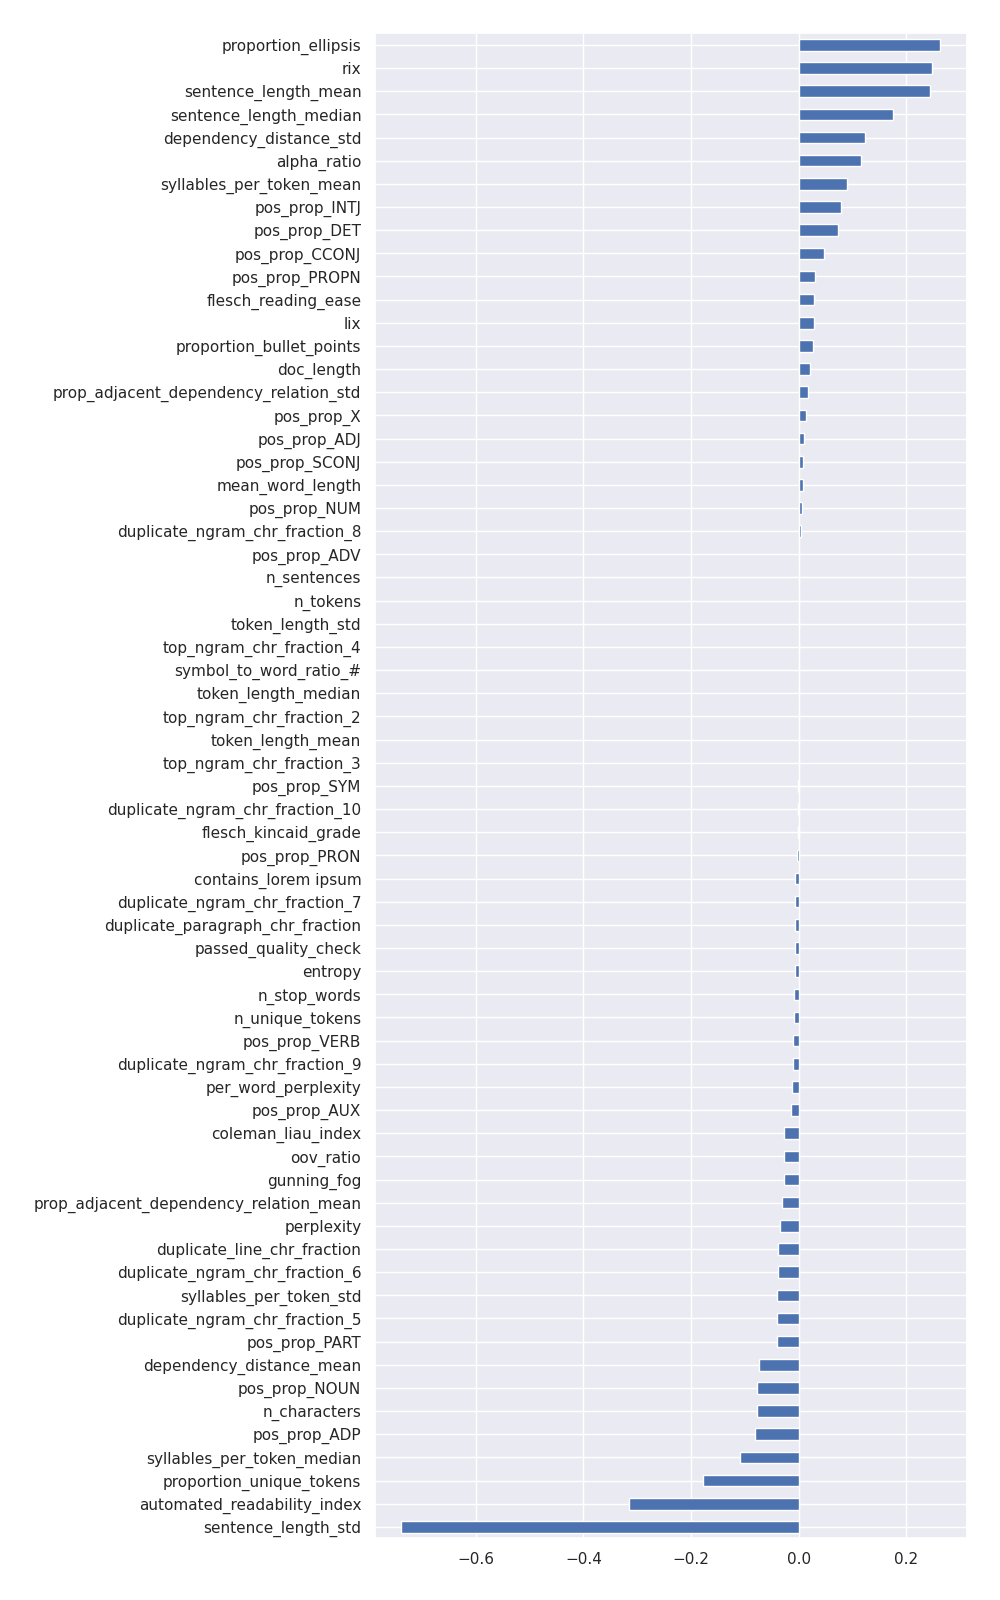 proportion_ellipsis
rix
sentence_length_mean
sentence_length_median
dependency_distance_std
alpha_ratio
syllables_per_token_mean
pos_prop_INTJ
pos_prop_DET
pos_prop_CCONJ
pos_prop_PROPN
flesch_reading_ease
lix
proportion_bullet_points
doc_length
prop_adjacent_dependency_relation_std
pos_prop_X
pos_prop_ADJ
pos_prop_SCONJ
mean_word_length
pos_prop_NUM
duplicate_ngram_chr_fraction_8
pos_prop_ADV
n_sentences
n_tokens
token_length_std
top_ngram_chr_fraction_4
symbol_to_word_ratio_#
token_length_median
top_ngram_chr_fraction_2
token_length_mean
top_ngram_chr_fraction_3
pos_prop_SYM
duplicate_ngram_chr_fraction_10
flesch_kincaid_grade
pos_prop_PRON
contains_lorem ipsum
duplicate_ngram_chr_fraction_7
duplicate_paragraph_chr_fraction
passed_quality_check
entropy
n_stop_words
n_unique_tokens
pos_prop_VERB
duplicate_ngram_chr_fraction_9
per_word_perplexity
pos_prop_AUX
coleman_liau_index
oov_ratio
gunning_fog
prop_adjacent_dependency_relation_mean
perplexity
duplicate_line_chr_fraction
duplicate_ngram_chr_fraction_6
syllables_per_token_std
duplicate_ngram_chr_fraction_5
pos_prop_PART
dependency_distance_mean
pos_prop_NOUN
n_characters
pos_prop_ADP
syllables_per_token_median
proportion_unique_tokens
automated_readability_index
sentence_length_std
−0.6 −0.4 −0.2 0.0 0.2